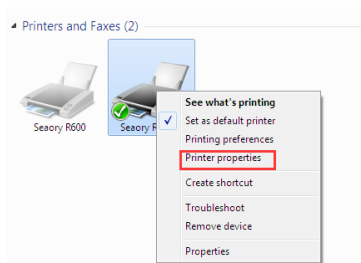 Printers and Faxes (2)
Seaory R600
Seaory
See what's printing
Set as default printer
Printing preferences
Printer properties
Create shortcut
Troubleshoot
Remove device
Properties